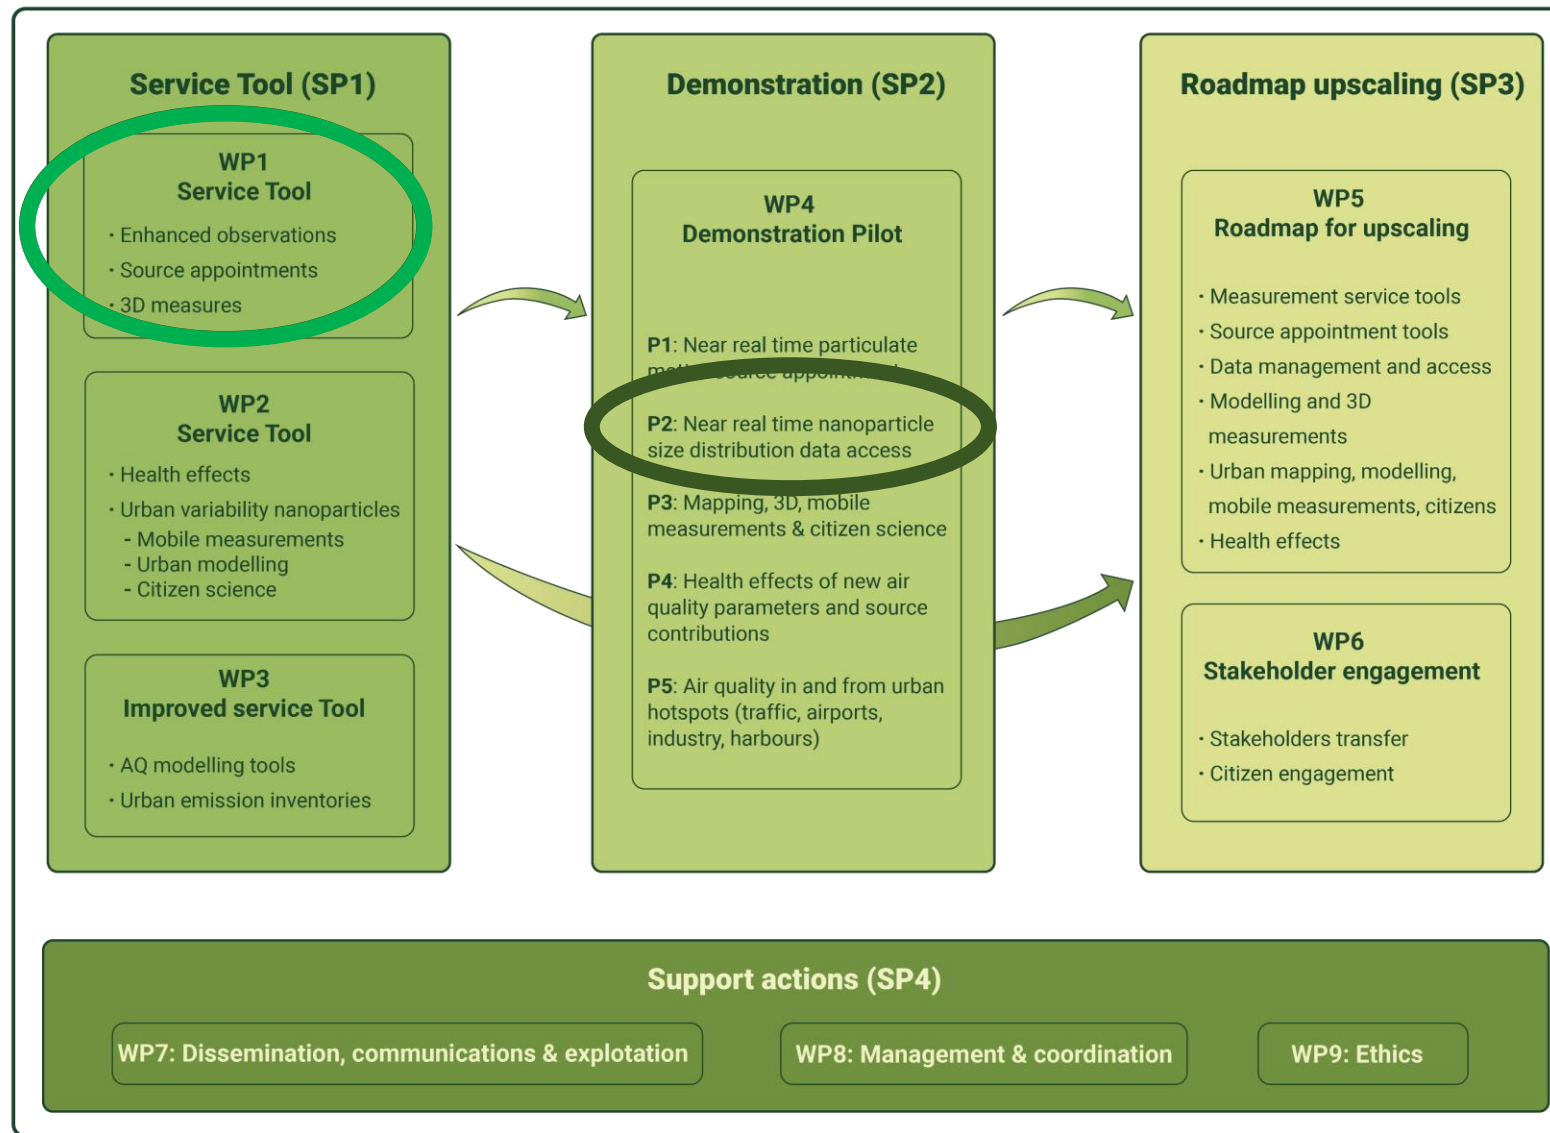 Service Tool (SP1)
WP1
Service Tool
· Enhanced observations
· Source appointments
· 3D measures
WP2
Service Tool
· Health effects
· Urban variability nanoparticles
- Mobile measurements
- Urban modelling
- Citizen science
WP3
Improved service Tool
· AQ modelling tools
· Urban emission inventories
Demonstration (SP2)
WP4
Demonstration Pilot
P1: Near real time particulate
P2: Near real time nanoparticle
size distribution data access
P3: Mapping, 3D, mobile
measurements & citizen science
P4: Health effects of new air
quality parameters and source
contributions
P5: Air quality in and from urban
hotspots (traffic, airports,
industry, harbours)
Roadmap upscaling (SP3)
WP5
Roadmap for upscaling
· Measurement service tools
· Source appointment tools
· Data management and access
· Modelling and 3D
measurements
· Urban mapping, modelling,
mobile measurements, citizens
· Health effects
WP6
Stakeholder engagement
· Stakeholders transfer
· Citizen engagement
Support actions (SP4)
WP7: Dissemination, communications & explotation
WP8: Management & coordination
WP9: Ethics